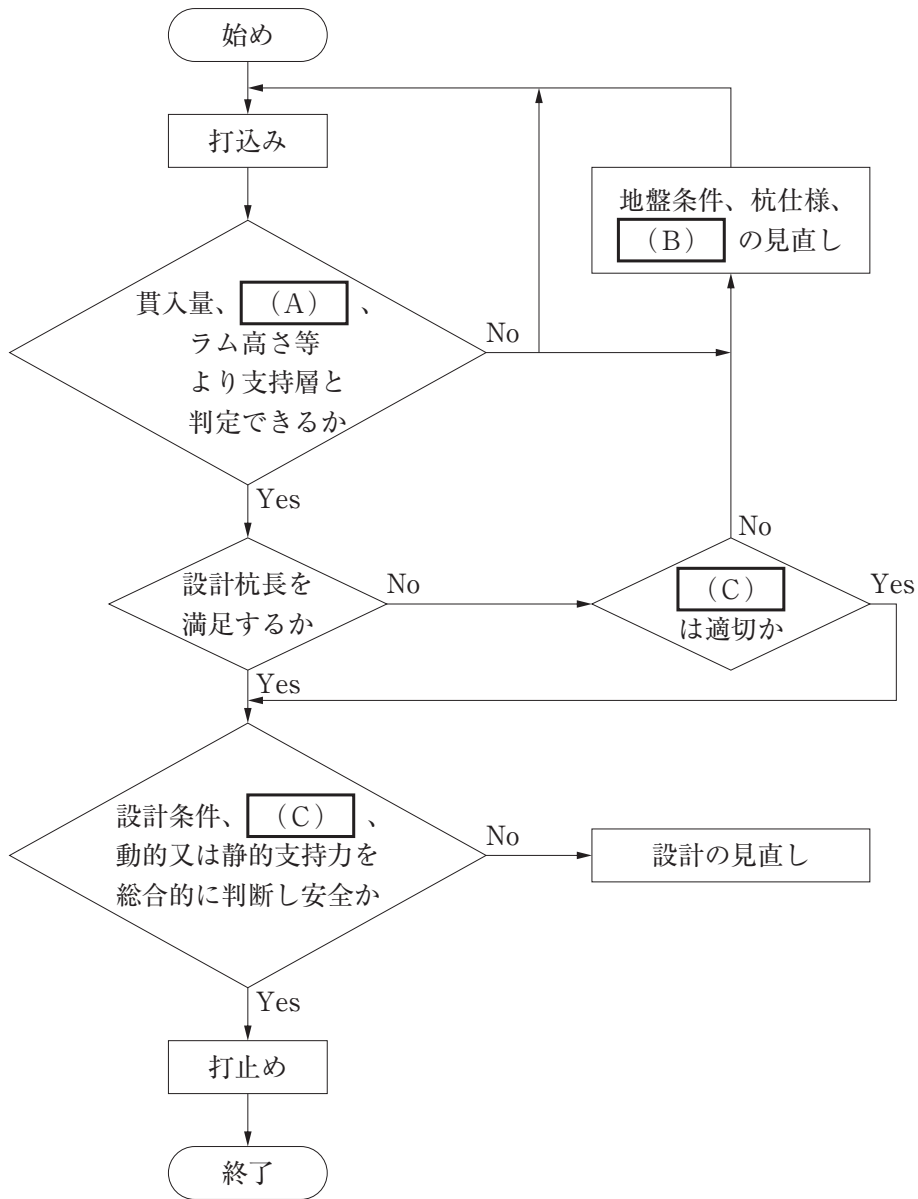 始め
打込み
地盤条件、杭仕様、
（B） の見直し
貫入量、（A）、
ラム高さ等
より支持層と
判定できるか
No
Yes
設計杭長を
満足するか
No
No
（C）
は適切か
Yes
Yes
設計条件、（C）、
動的又は静的支持力を
総合的に判断し安全か
No
設計の見直し
Yes
打止め
終了